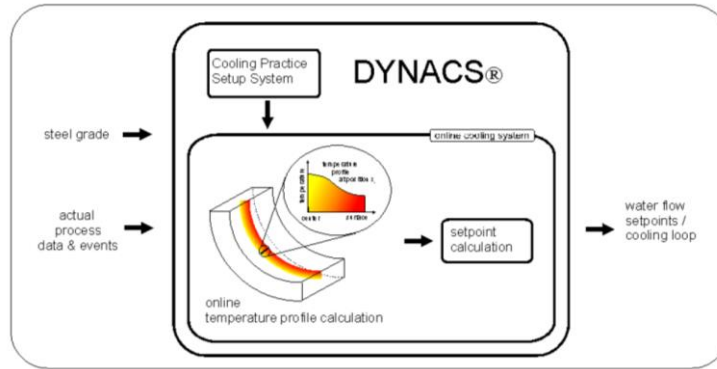 Cooling Practice
Setup System
DYNACS®
steel grade
online cooling system
temperature
profile
temperature
center
surface
actual
process
data & events
setpoint
calculation
water flow
setpoints /
cooling loop
online
temperature profile calculation